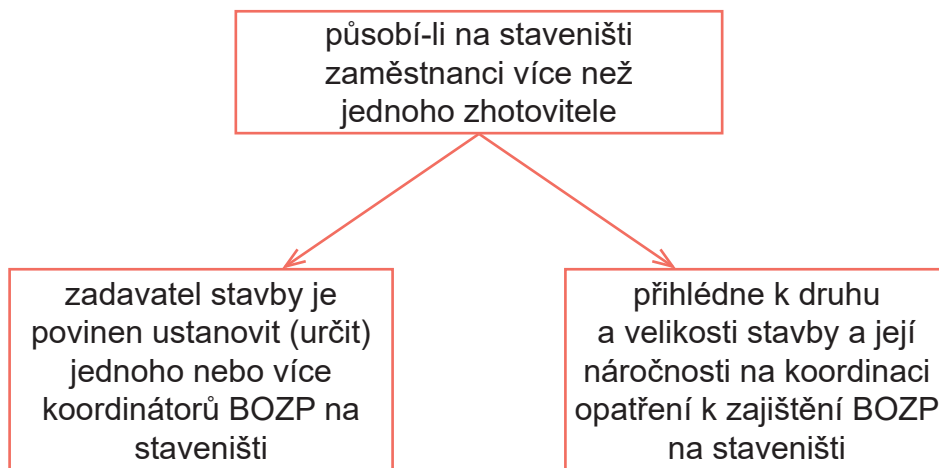 působí-li na staveništi
zaměstnanci více než
jednoho zhotovitele
zadavatel stavby je
povinen ustanovit (určit)
jednoho nebo více
koordinátorů BOZP na
staveništi
přihlédne k druhu
a velikosti stavby a její
náročnosti na koordinaci
opatření k zajištění BOZP
na staveništi